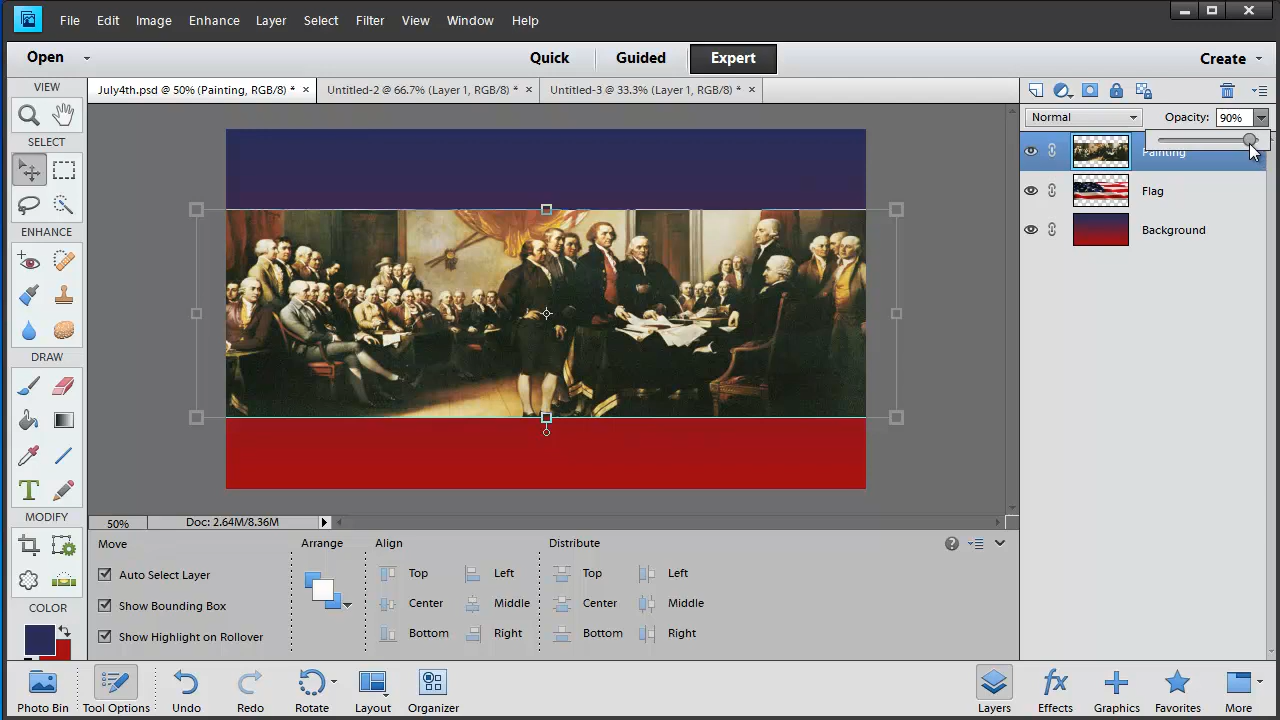 File Edit Image Enhance Layer Select Filter View Window Help
Open Quick Guided Expert Create
VIEW
July4th.psd @ 50% (Painting, RGB/8) * × Untitled-2 @ 66.7% (Layer 1, RGB/8) * × Untitled-3 @ 33.3% (Layer 1, RGB/8) * ×
Normal Opacity: 90%
SELECT
Painting
Flag
ENHANCE
Background
DRAW
T
MODIFY
50% Doc: 2.64M/8.36M
Move Arrange Align Distribute
Auto Select Layer Top Left Top Left
Show Bounding Box Center Middle Center Middle
COLOR
Show Highlight on Rollover Bottom Right Bottom Right
Photo Bin Tool Options Undo Redo Rotate Layout Organizer Layers Effects Graphics Favorites More